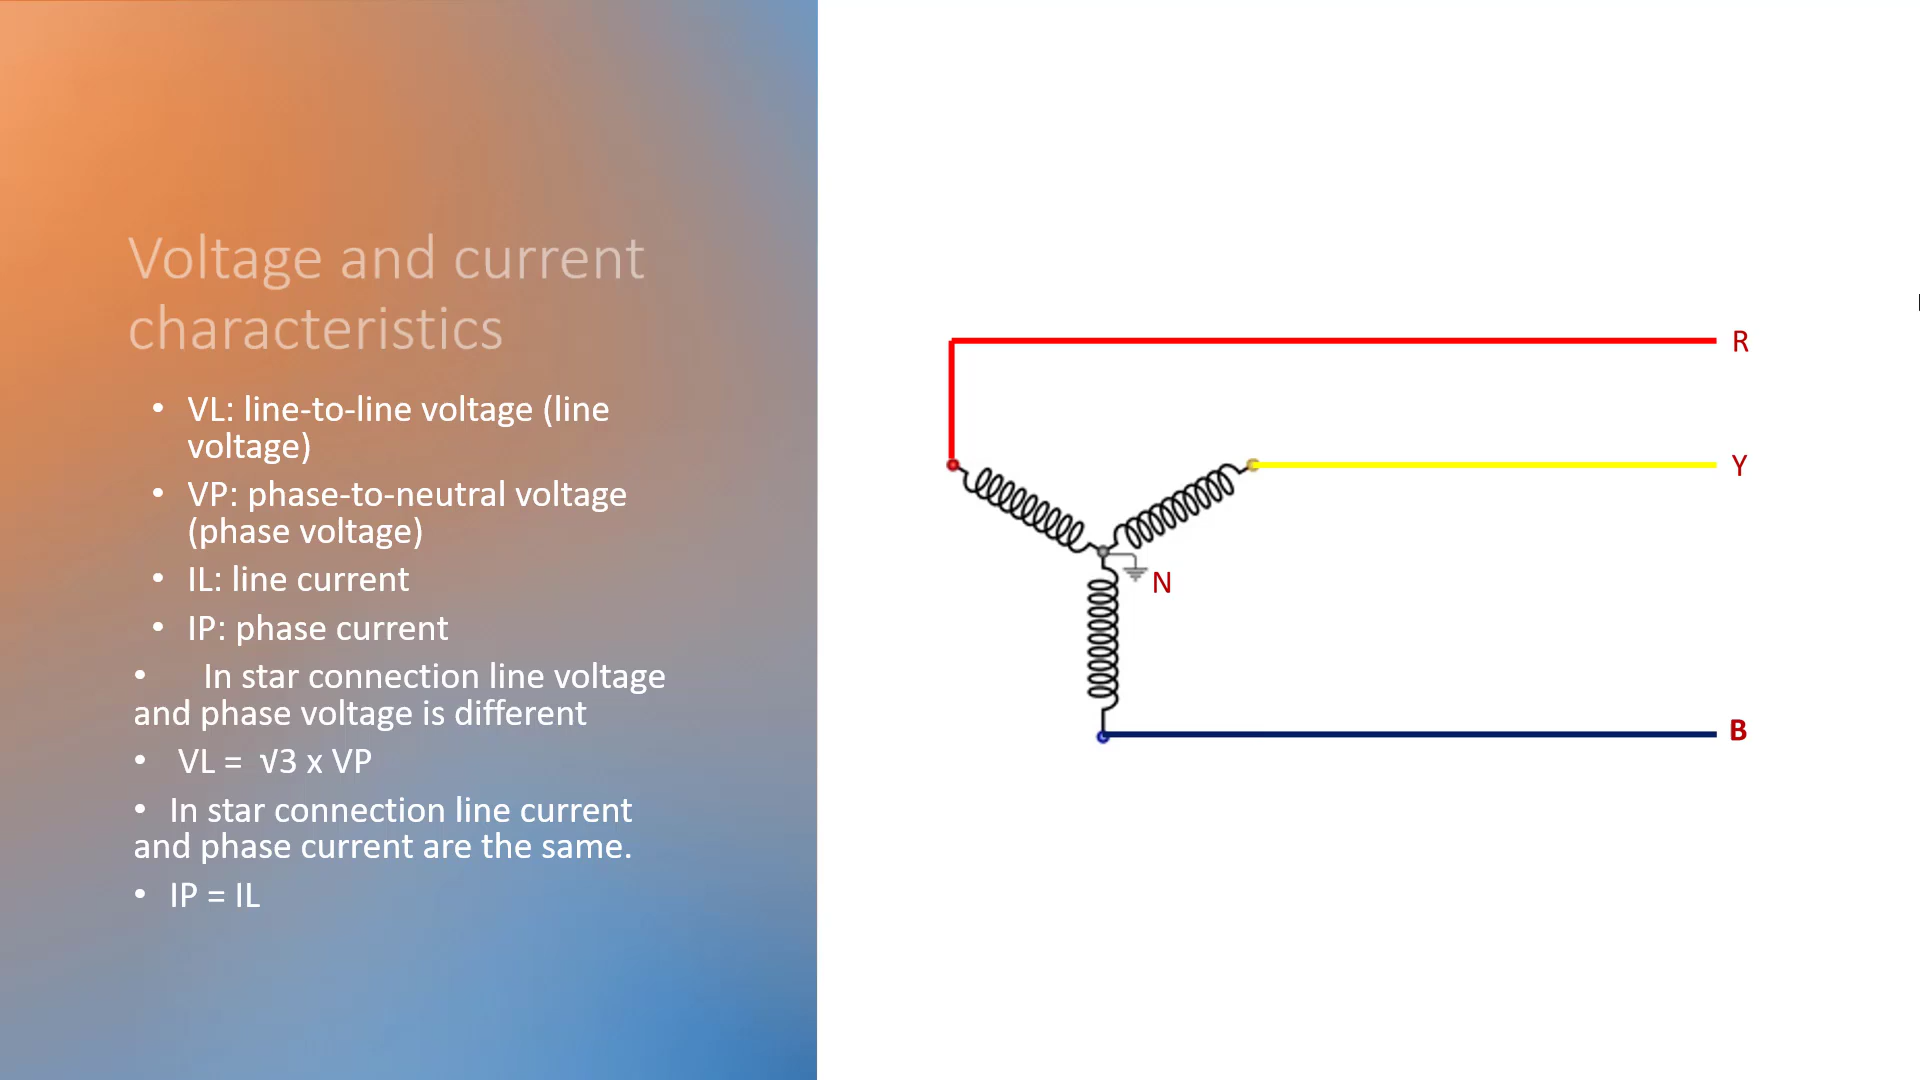 Voltage and current
characteristics
• VL: line-to-line voltage (line
voltage)
• VP: phase-to-neutral voltage
(phase voltage)
• IL: line current
• IP: phase current
• In star connection line voltage
and phase voltage is different
• VL = √3 x VP
• In star connection line current
and phase current are the same.
• IP = IL
R
Y
N
B